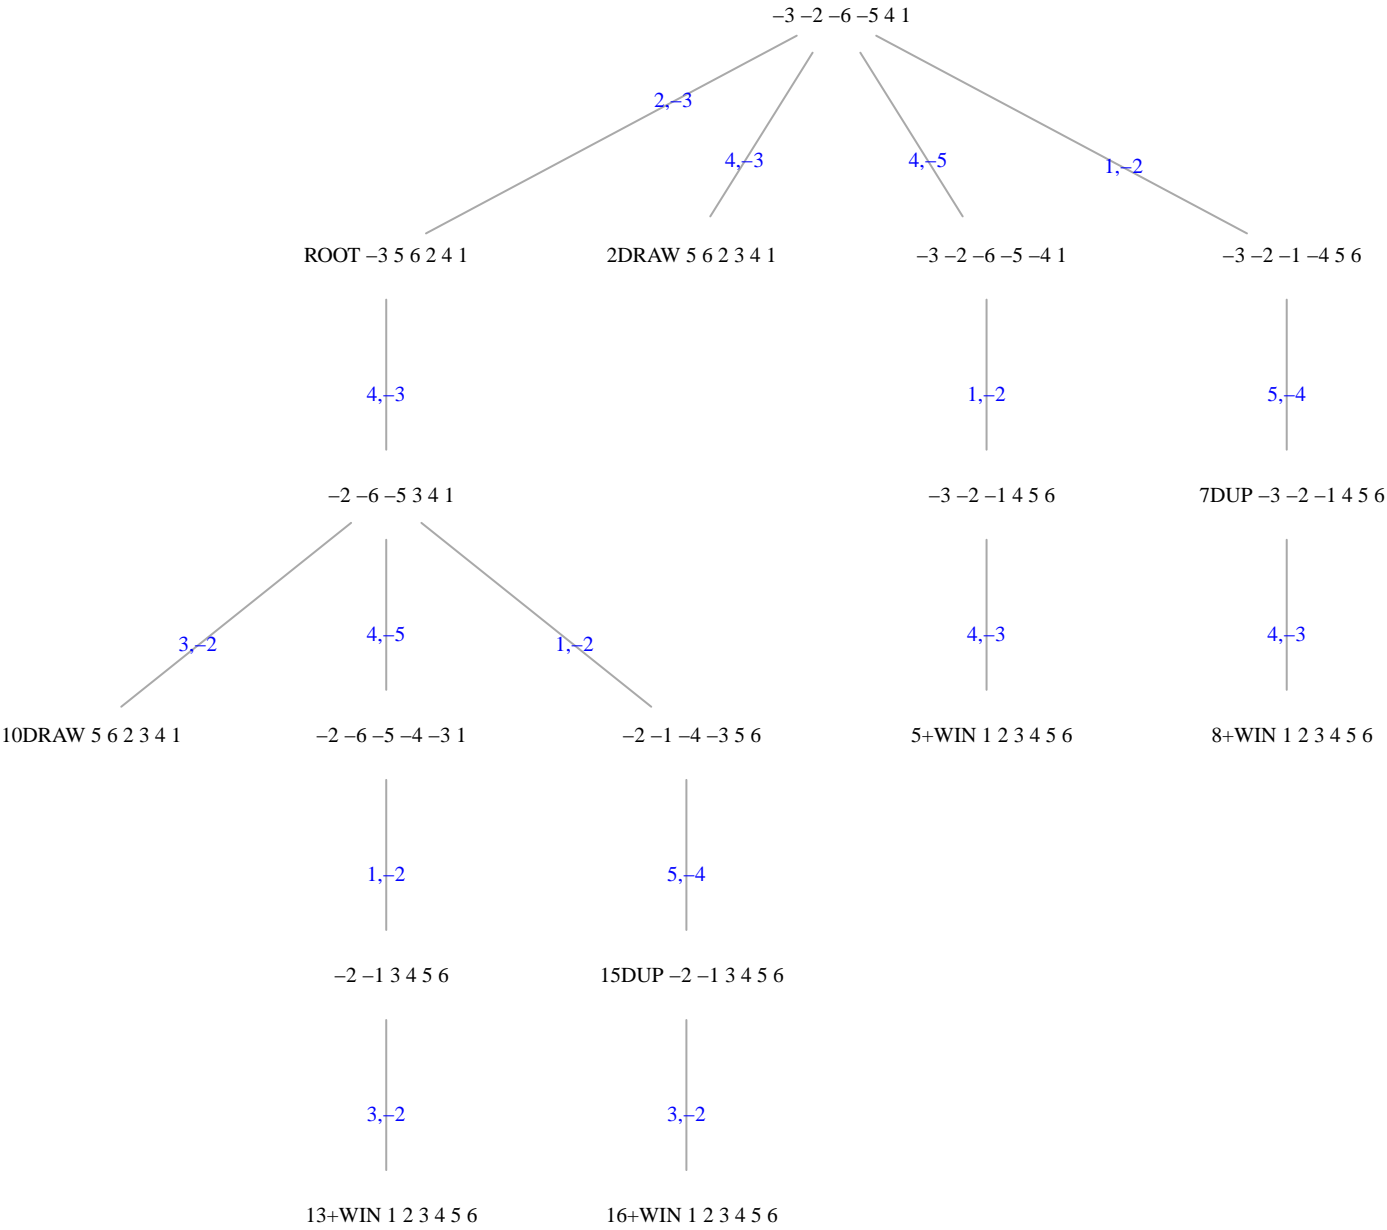 −3 −2 −6 −5 4 1
2,−3
4,−3
4,−5
1,−2
ROOT −3 5 6 2 4 1
2DRAW 5 6 2 3 4 1
−3 −2 −6 −5 −4 1
−3 −2 −1 −4 5 6
4,−3
1,−2
5,−4
−2 −6 −5 3 4 1
−3 −2 −1 4 5 6
7DUP −3 −2 −1 4 5 6
3,−2
4,−5
1,−2
4,−3
4,−3
10DRAW 5 6 2 3 4 1
−2 −6 −5 −4 −3 1
−2 −1 −4 −3 5 6
5+WIN 1 2 3 4 5 6
8+WIN 1 2 3 4 5 6
1,−2
5,−4
−2 −1 3 4 5 6
15DUP −2 −1 3 4 5 6
3,−2
3,−2
13+WIN 1 2 3 4 5 6
16+WIN 1 2 3 4 5 6